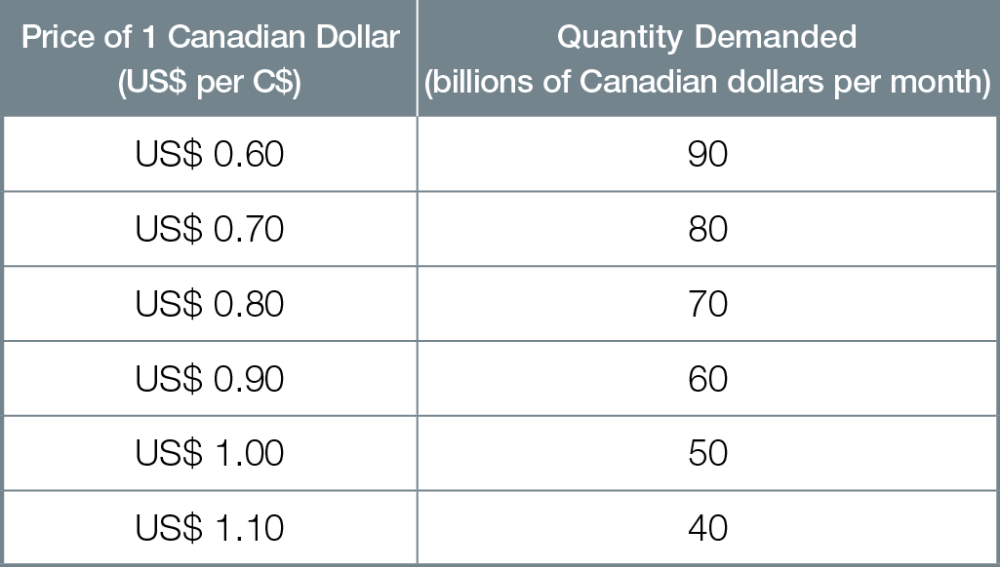 Price of 1 Canadian Dollar
(US$ per C$)
Quantity Demanded
(billions of Canadian dollars per month)
US$ 0.60 90
US$ 0.70 80
US$ 0.80 70
US$ 0.90 60
US$ 1.00 50
US$ 1.10 40